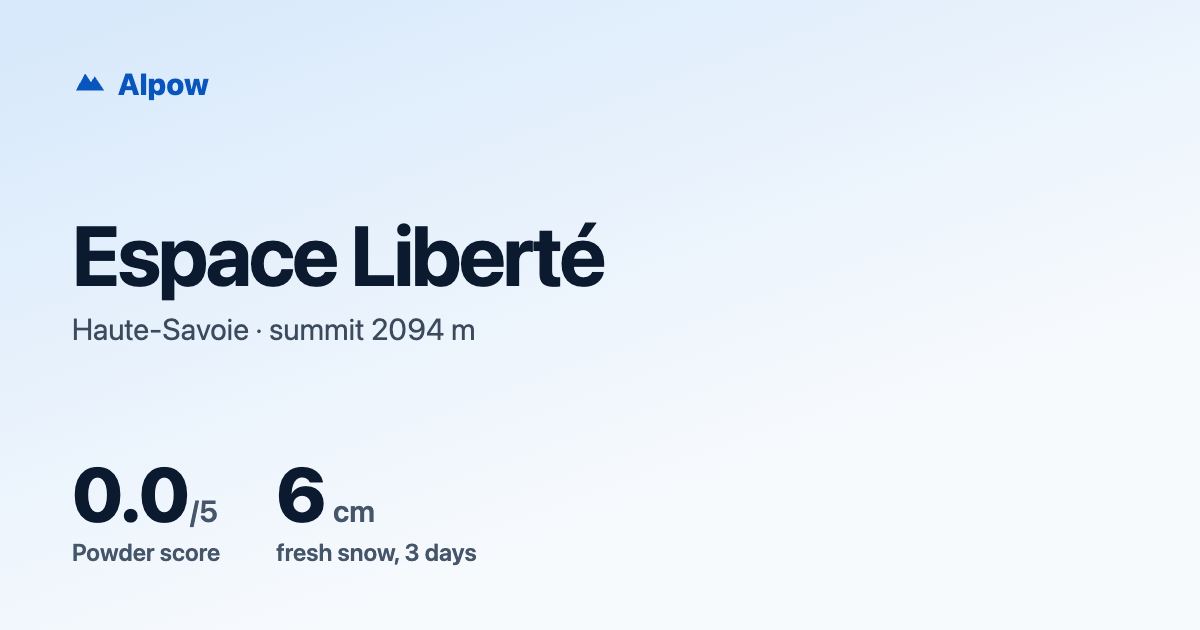 Alpow
Espace Liberté
Haute-Savoie · summit 2094 m
0.0/5
Powder score
6 cm
fresh snow, 3 days